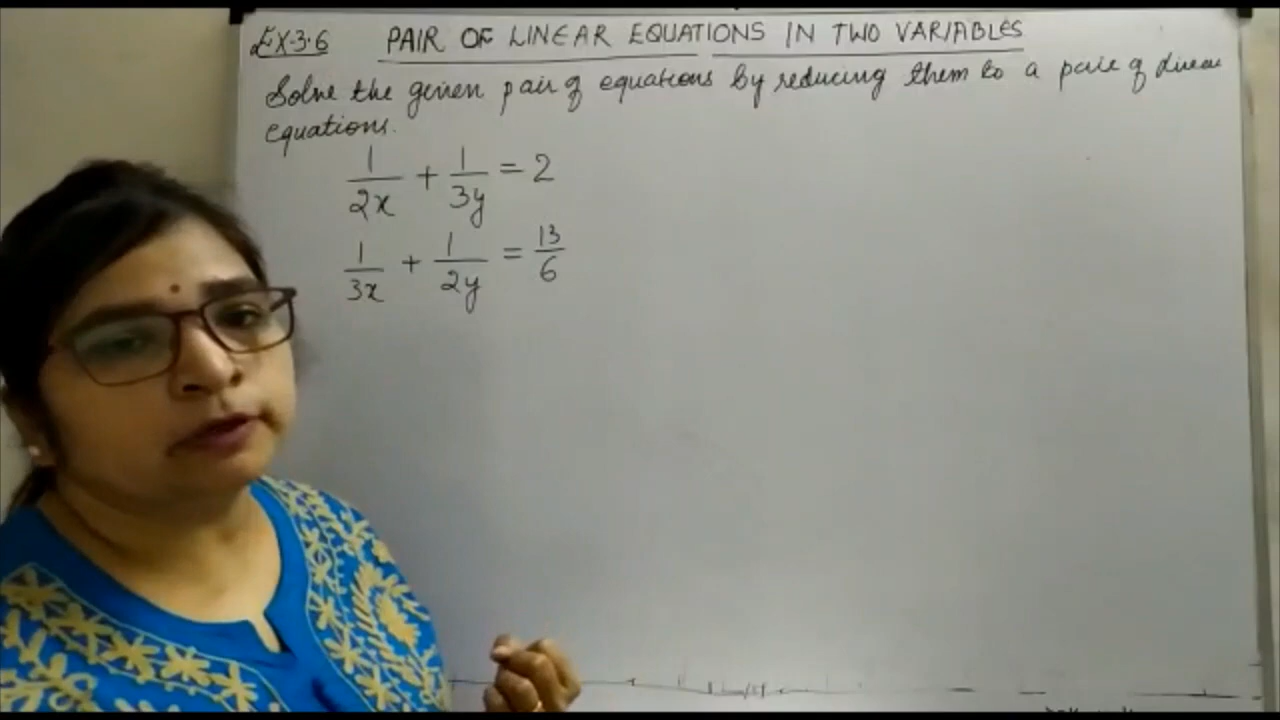 EX.3.6 PAIR OF LINEAR EQUATIONS IN TWO VARIABLES
Solve the given pair of equations by reducing them to a pair of linear
equations.
1/2x + 1/3y = 2
1/3x + 1/2y = 13/6